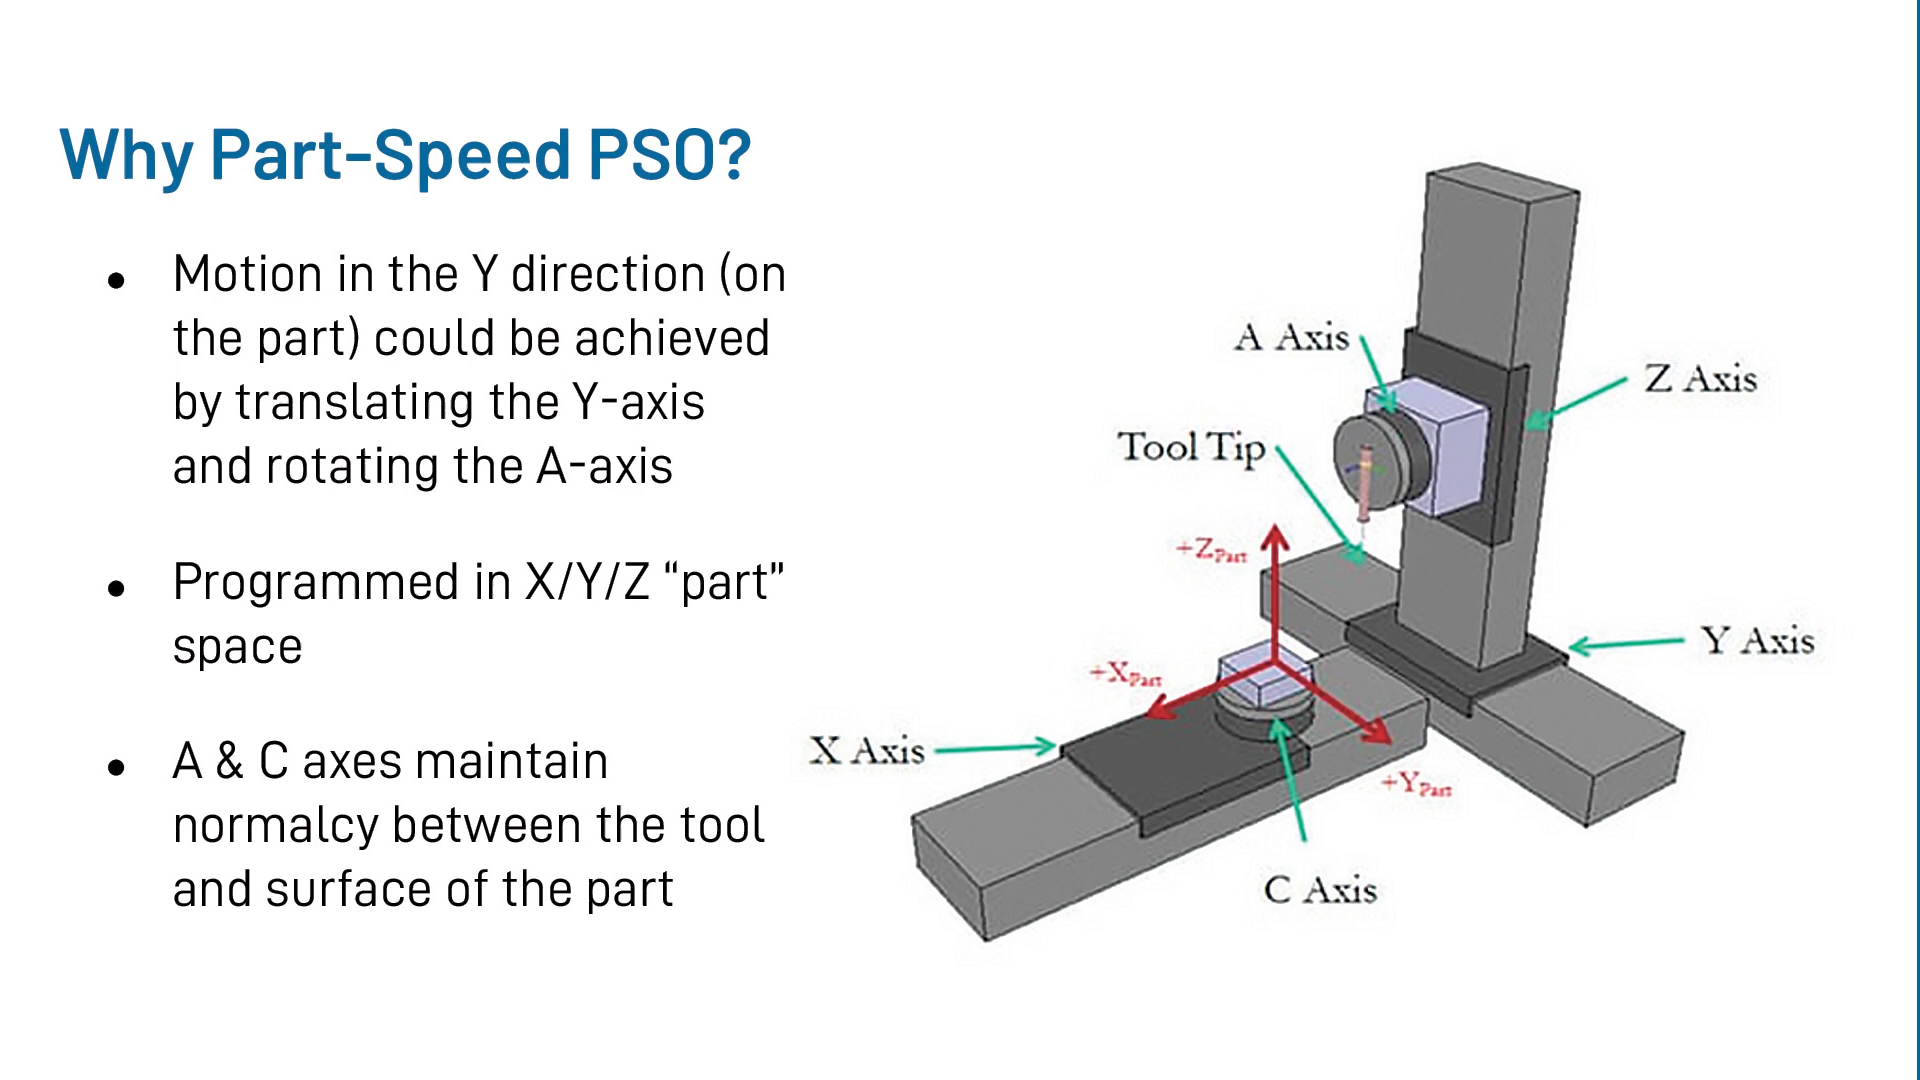 Why Part-Speed PSO?
• Motion in the Y direction (on
the part) could be achieved
by translating the Y-axis
and rotating the A-axis
• Programmed in X/Y/Z “part”
space
• A & C axes maintain
normalcy between the tool
and surface of the part
A Axis
Z Axis
Tool Tip
+ZPart
Y Axis
+XPart
X Axis
+YPart
C Axis